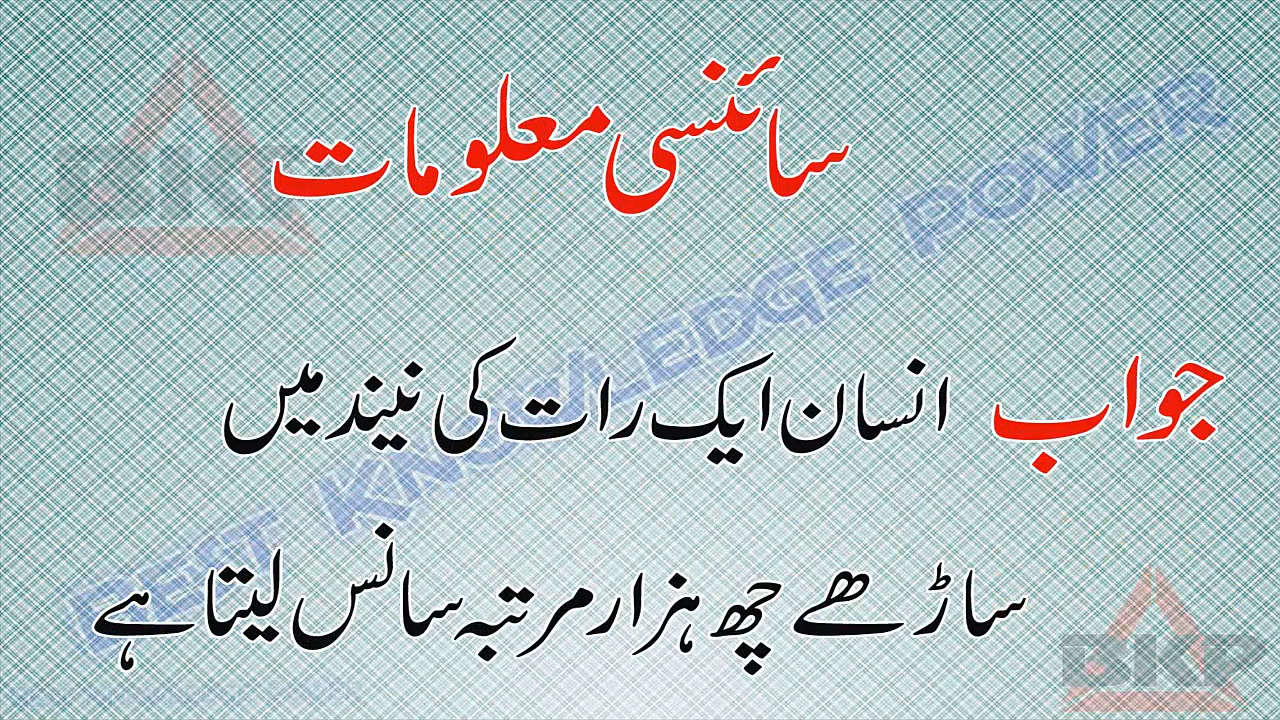 سائنسی معلومات
جواب انسان ایک رات کی نیند میں
ساڑھے چھ ہزار مرتبہ سانس لیتا ہے
BEST KNOWLEDGE POWER
BKP
BKP